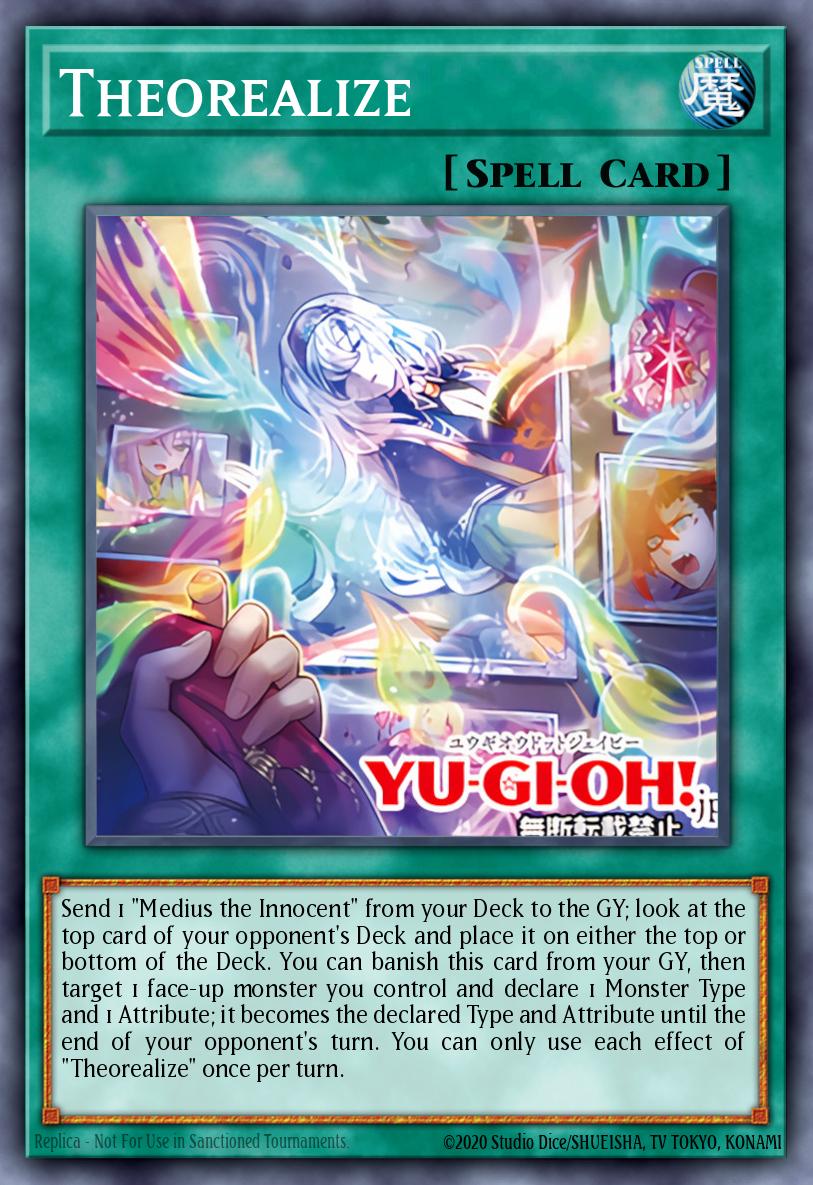 THEOREALIZE
SPELL
魔
[ SPELL CARD ]
ユウギオウドットジェイピー
YU-GI-OH!
.jp
無断転載禁止
Send 1 "Medius the Innocent" from your Deck to the GY; look at the
top card of your opponent's Deck and place it on either the top or
bottom of the Deck. You can banish this card from your GY, then
target 1 face-up monster you control and declare 1 Monster Type
and 1 Attribute; it becomes the declared Type and Attribute until the
end of your opponent's turn. You can only use each effect of
"Theorealize" once per turn.
Replica - Not For Use in Sanctioned Tournaments.
©2020 Studio Dice/SHUEISHA, TV TOKYO, KONAMI